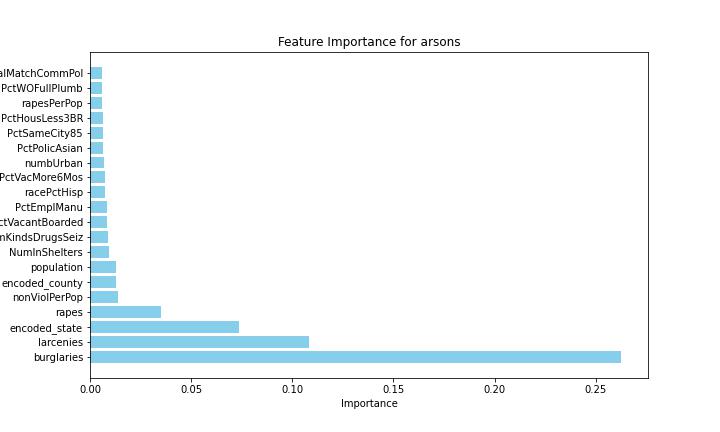 Feature Importance for arsons
alMatchCommPol
PctWOFullPlumb
rapesPerPop
PctHousLess3BR
PctSameCity85
PctPolicAsian
numbUrban
PctVacMore6Mos
racePctHisp
PctEmplManu
ctVacantBoarded
mKindsDrugsSeiz
NumInShelters
population
encoded_county
nonViolPerPop
rapes
encoded_state
larcenies
burglaries
0.00 0.05 0.10 0.15 0.20 0.25
Importance